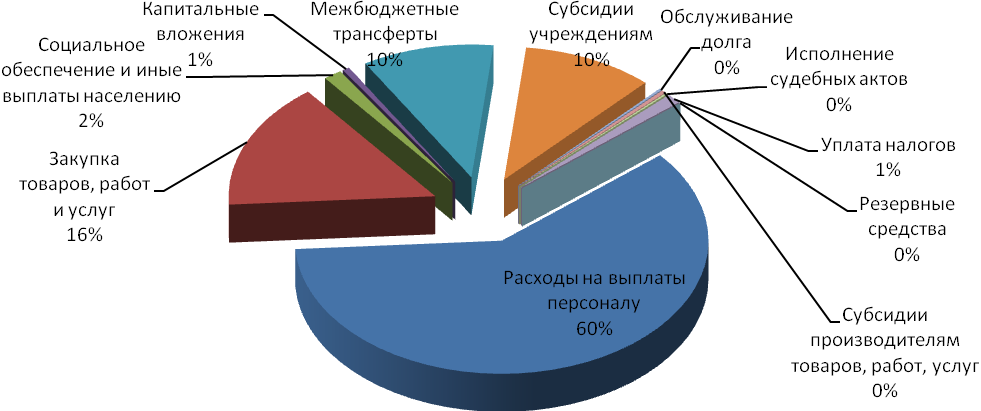 Капитальные
вложения
1%
Межбюджетные
трансферты
10%
Субсидии
учреждениям
10%
Обслуживание
долга
0%
Исполнение
судебных актов
0%
Социальное
обеспечение и иные
выплаты населению
2%
Уплата налогов
1%
Закупка
товаров, работ
и услуг
16%
Резервные
средства
0%
Расходы на выплаты
персоналу
60%
Субсидии
производителям
товаров, работ, услуг
0%